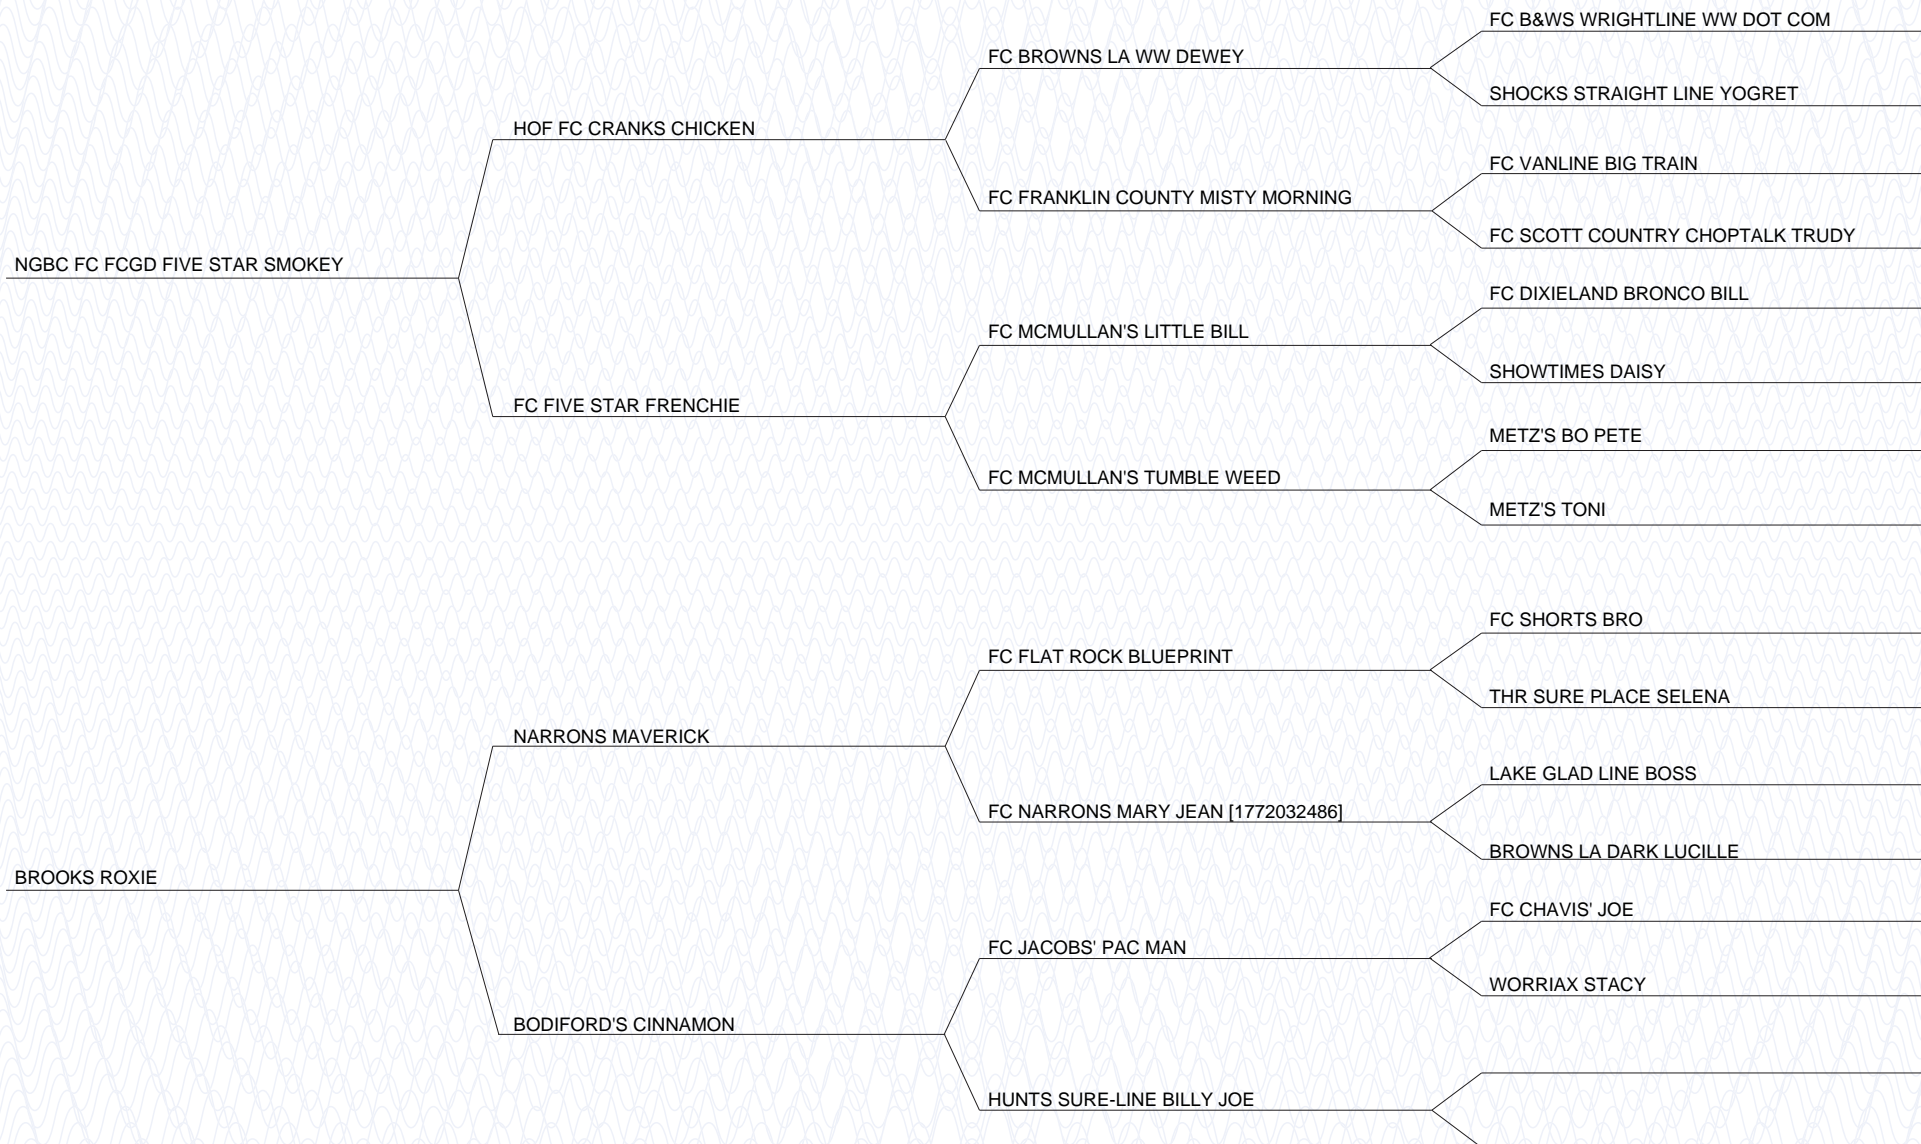 FC B&WS WRIGHTLINE WW DOT COM
FC BROWNS LA WW DEWEY
SHOCKS STRAIGHT LINE YOGRET
HOF FC CRANKS CHICKEN
FC VANLINE BIG TRAIN
FC FRANKLIN COUNTY MISTY MORNING
FC SCOTT COUNTRY CHOPTALK TRUDY
NGBC FC FCGD FIVE STAR SMOKEY
FC DIXIELAND BRONCO BILL
FC MCMULLAN'S LITTLE BILL
SHOWTIMES DAISY
FC FIVE STAR FRENCHIE
METZ'S BO PETE
FC MCMULLAN'S TUMBLE WEED
METZ'S TONI
FC SHORTS BRO
FC FLAT ROCK BLUEPRINT
THR SURE PLACE SELENA
NARRONS MAVERICK
LAKE GLAD LINE BOSS
FC NARRONS MARY JEAN [1772032486]
BROWNS LA DARK LUCILLE
BROOKS ROXIE
FC CHAVIS' JOE
FC JACOBS' PAC MAN
WORRIAX STACY
BODIFORD'S CINNAMON
HUNTS SURE-LINE BILLY JOE